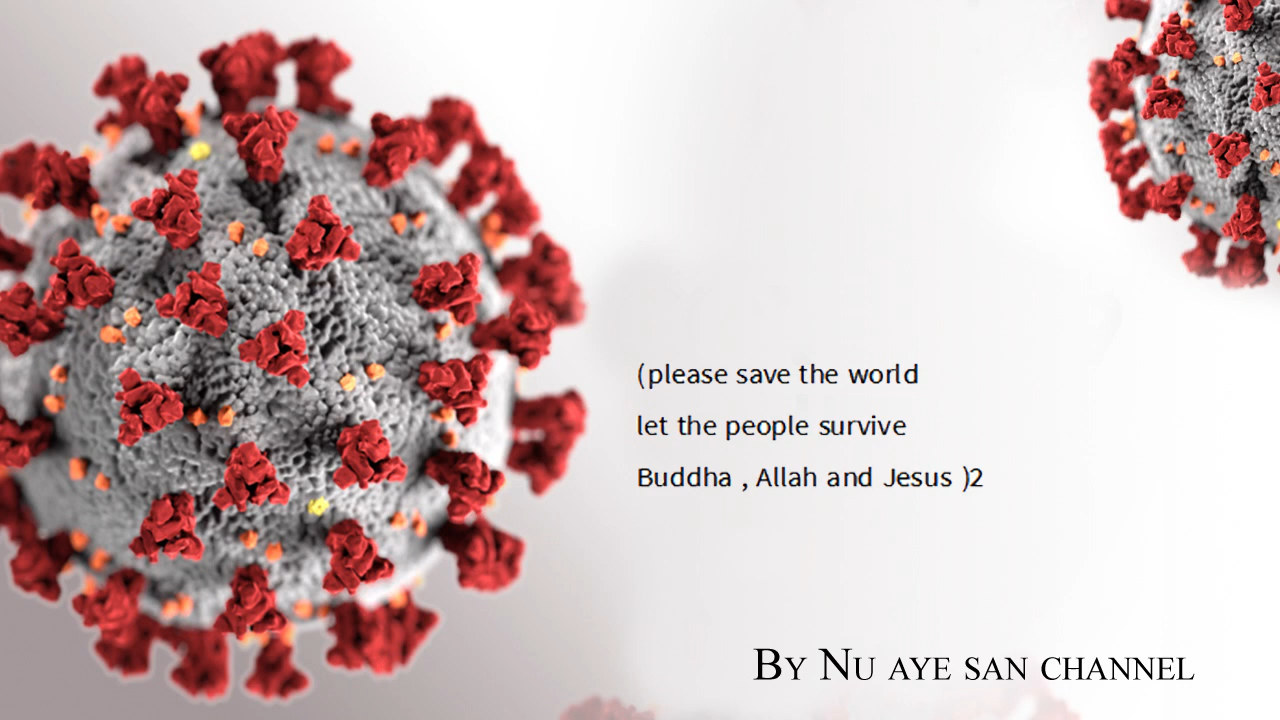 (please save the world
let the people survive
Buddha , Allah and Jesus )2
By Nu aye san channel